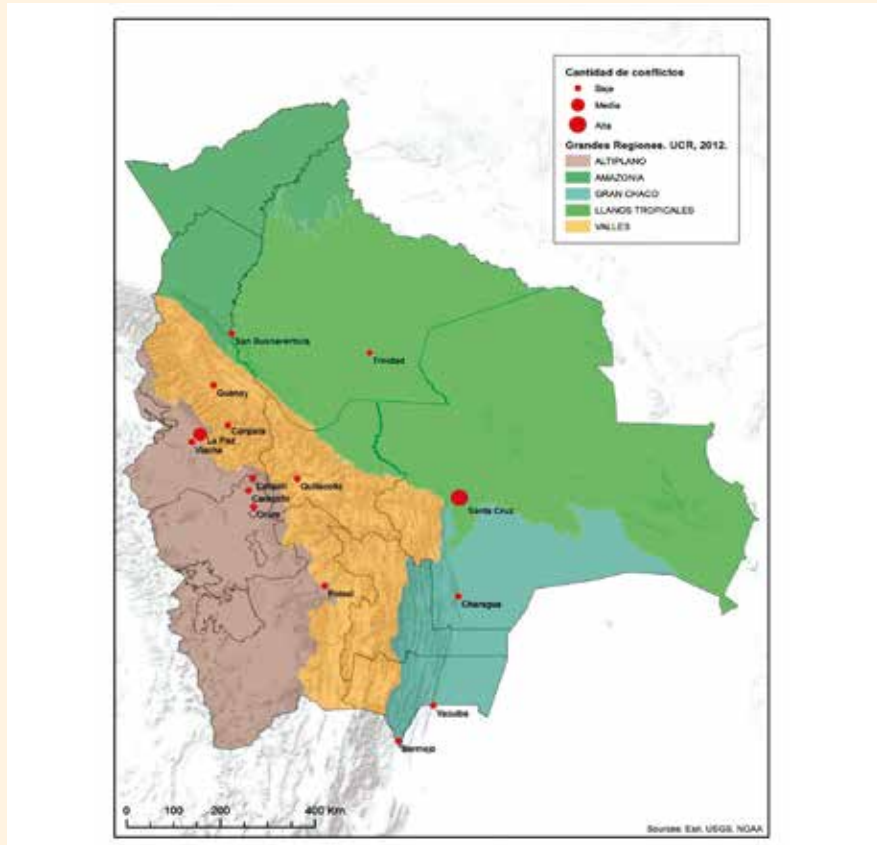 Cantidad de conflictos
Baja
Media
Alta
Grandes Regiones. UCR, 2012.
ALTIPLANO
AMAZONIA
GRAN CHACO
LLANOS TROPICALES
VALLES
San Buenaventura
Trinidad
Guanay
La Paz
Viacha
Quillacollo
Caracollo
Oruro
Santa Cruz
Potosí
Charagua
Yacuiba
Bermejo
0 100 200 400 Km.
Sources: Esri, USGS, NOAA